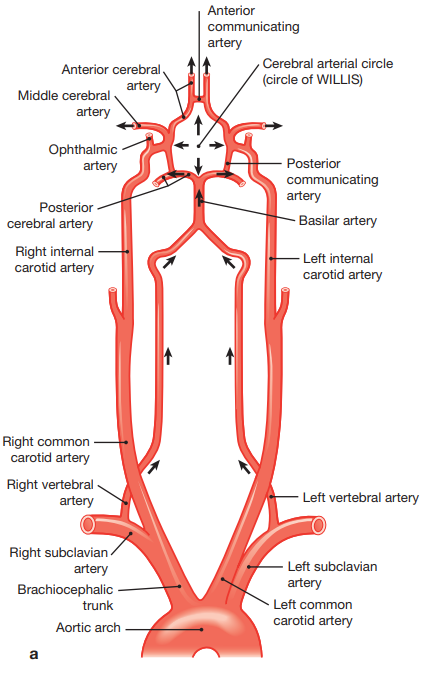 Anterior
communicating
artery
Cerebral arterial circle
(circle of WILLIS)
Anterior cerebral
artery
Middle cerebral
artery
Ophthalmic
artery
Posterior
communicating
artery
Posterior
cerebral artery
Basilar artery
Right internal
carotid artery
Left internal
carotid artery
Right common
carotid artery
Right vertebral
artery
Left vertebral artery
Right subclavian
artery
Left subclavian
artery
Brachiocephalic
trunk
Left common
carotid artery
Aortic arch
a